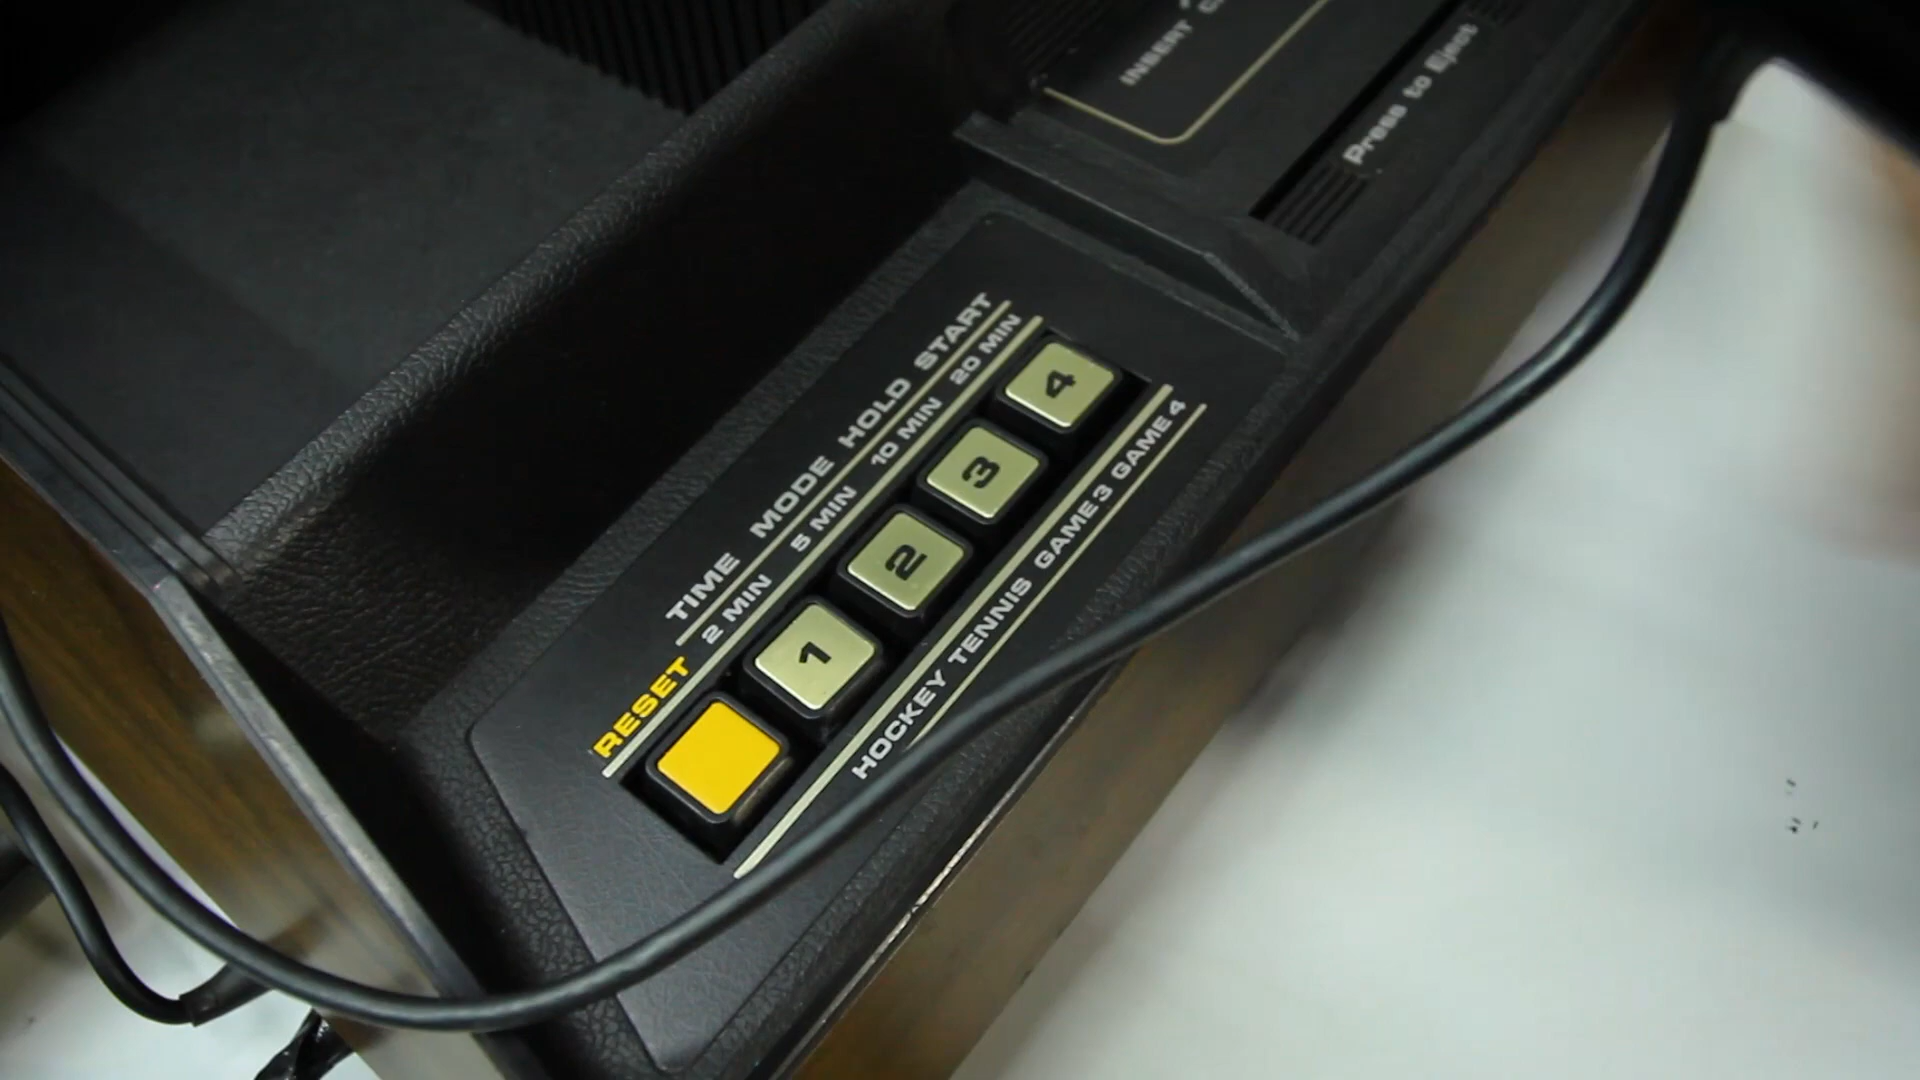 INSERT
Press to Eject
TIME MODE HOLD START
RESET 2 MIN 5 MIN 10 MIN 20 MIN
1 2 3 4
HOCKEY TENNIS GAME 3 GAME 4